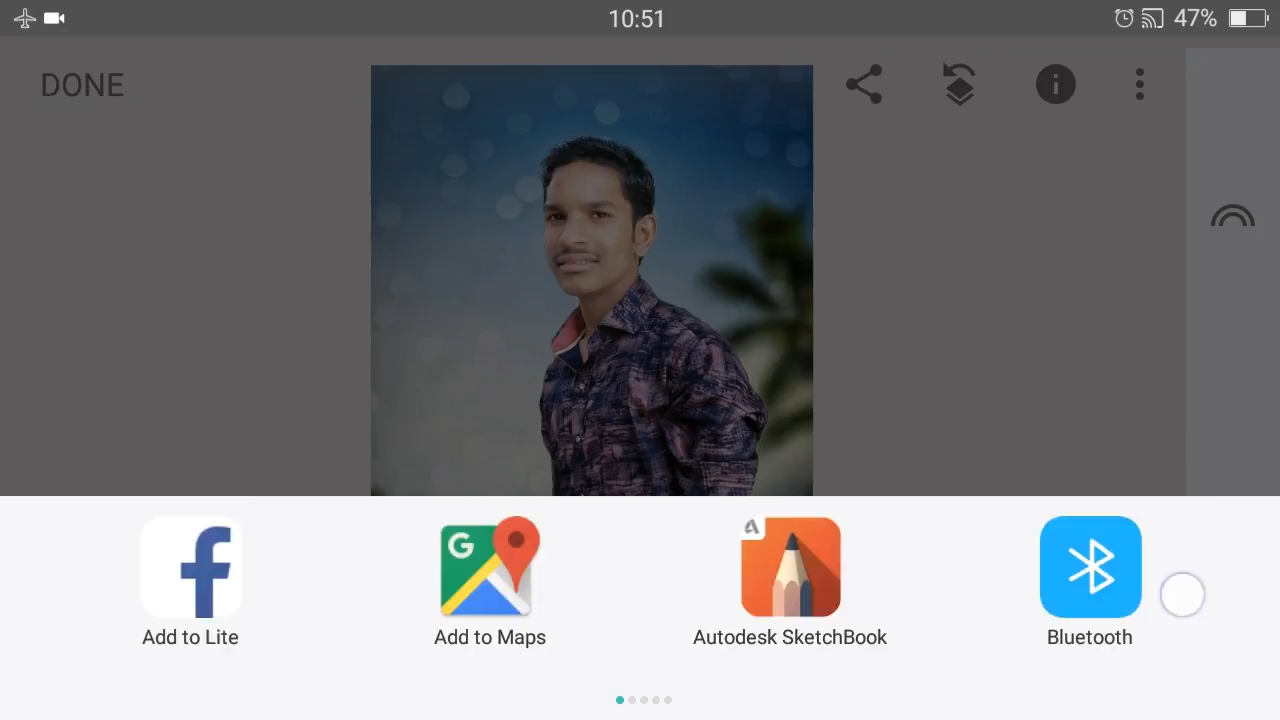 10:51
47%
DONE
Add to Lite
Add to Maps
Autodesk SketchBook
Bluetooth